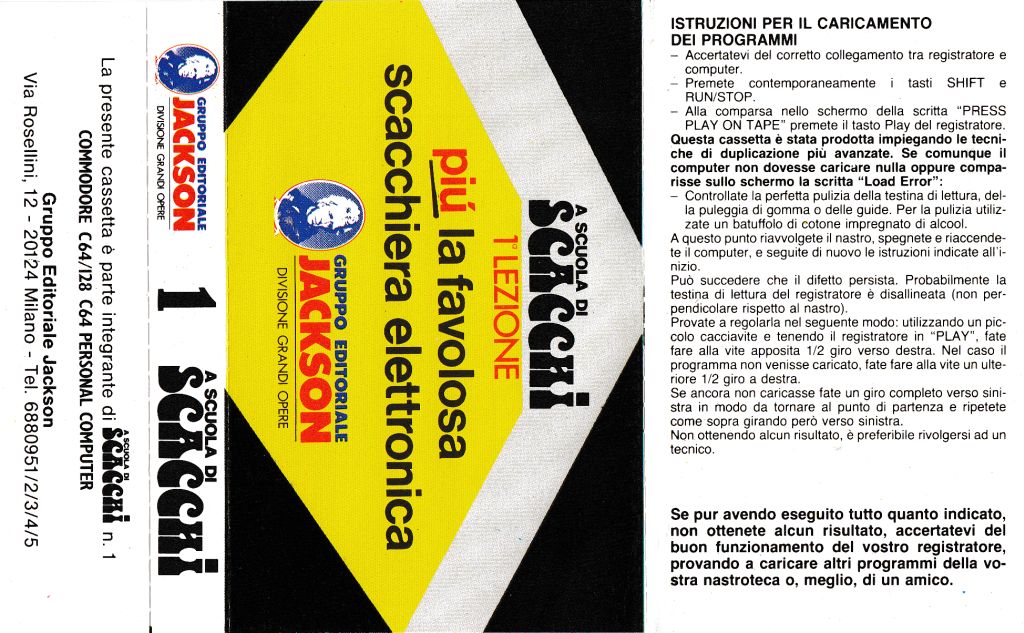 La presente cassetta è parte integrante di A SCUOLA DI SCACCHI n. 1
COMMODORE C64/128 C64 PERSONAL COMPUTER
Gruppo Editoriale Jackson
Via Rosellini, 12 - 20124 Milano - Tel. 6880951/2/3/4/5
GRUPPO EDITORIALE
JACKSON
DIVISIONE GRANDI OPERE
1
A SCUOLA DI
SCACCHI
A SCUOLA DI
SCACCHI
1ª LEZIONE
più la favolosa
scacchiera elettronica
GRUPPO EDITORIALE
JACKSON
DIVISIONE GRANDI OPERE
ISTRUZIONI PER IL CARICAMENTO
DEI PROGRAMMI
– Accertatevi del corretto collegamento tra registratore e
computer.
– Premete contemporaneamente i tasti SHIFT e
RUN/STOP.
– Alla comparsa nello schermo della scritta “PRESS
PLAY ON TAPE” premete il tasto Play del registratore.
Questa cassetta è stata prodotta impiegando le tecni-
che di duplicazione più avanzate. Se comunque il
computer non dovesse caricare nulla oppure compa-
risse sullo schermo la scritta “Load Error”:
– Controllate la perfetta pulizia della testina di lettura, del-
la puleggia di gomma o delle guide. Per la pulizia utiliz-
zate un batuffolo di cotone impregnato di alcool.
A questo punto riavvolgete il nastro, spegnete e riaccende-
te il computer, e seguite di nuovo le istruzioni indicate all'i-
nizio.
Può succedere che il difetto persista. Probabilmente la
testina di lettura del registratore è disallineata (non per-
pendicolare rispetto al nastro).
Provate a regolarla nel seguente modo: utilizzando un pic-
colo cacciavite e tenendo il registratore in “PLAY”, fate
fare alla vite apposita 1/2 giro verso destra. Nel caso il
programma non venisse caricato, fate fare alla vite un ulte-
riore 1/2 giro a destra.
Se ancora non caricasse fate un giro completo verso sini-
stra in modo da tornare al punto di partenza e ripetete
come sopra girando però verso sinistra.
Non ottenendo alcun risultato, è preferibile rivolgersi ad un
tecnico.
Se pur avendo eseguito tutto quanto indicato,
non ottenete alcun risultato, accertatevi del
buon funzionamento del vostro registratore,
provando a caricare altri programmi della vo-
stra nastroteca o, meglio, di un amico.